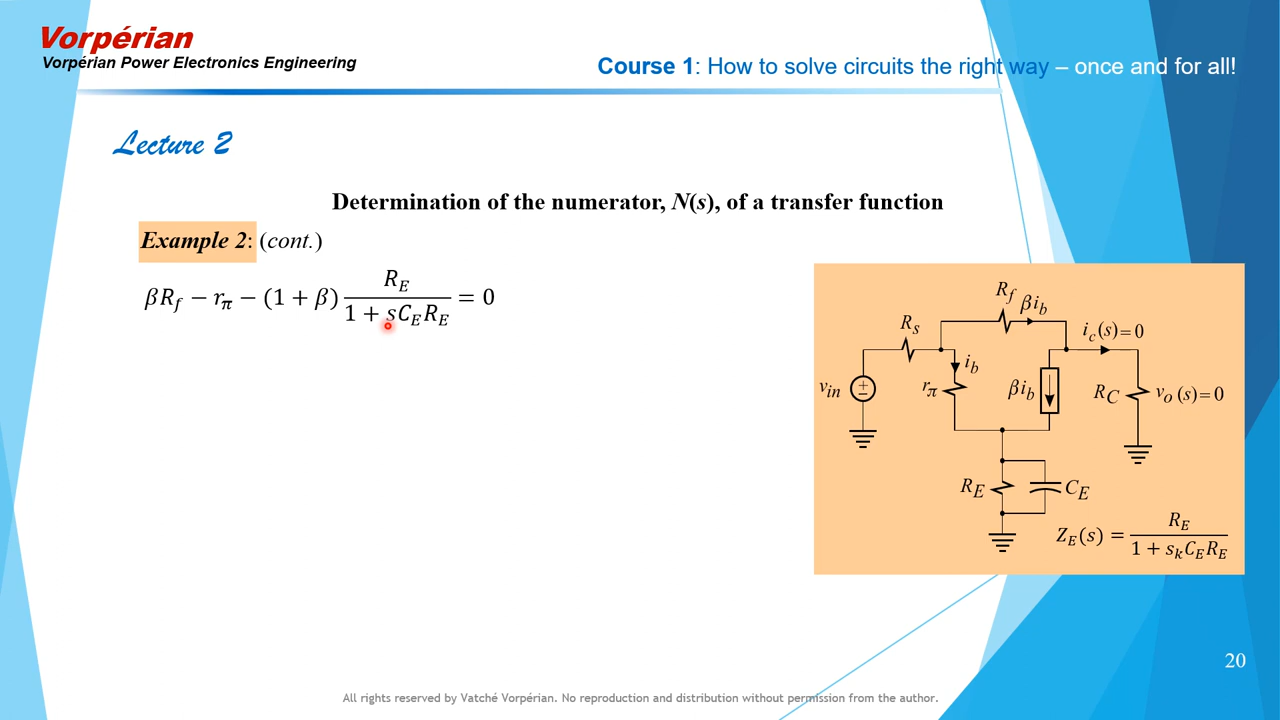 Vorpérian
Vorpérian Power Electronics Engineering
Course 1: How to solve circuits the right way – once and for all!
Lecture 2
Determination of the numerator, N(s), of a transfer function
Example 2: (cont.)
βR_f − r_π − (1 + β) R_E / (1 + sC_E R_E) = 0
R_f
βi_b
R_s
i_c(s)=0
i_b
v_in
+
−
r_π
βi_b
R_C
v_o(s)=0
R_E
C_E
Z_E(s) = R_E / (1 + s_k C_E R_E)
20
All rights reserved by Vatché Vorpérian. No reproduction and distribution without permission from the author.